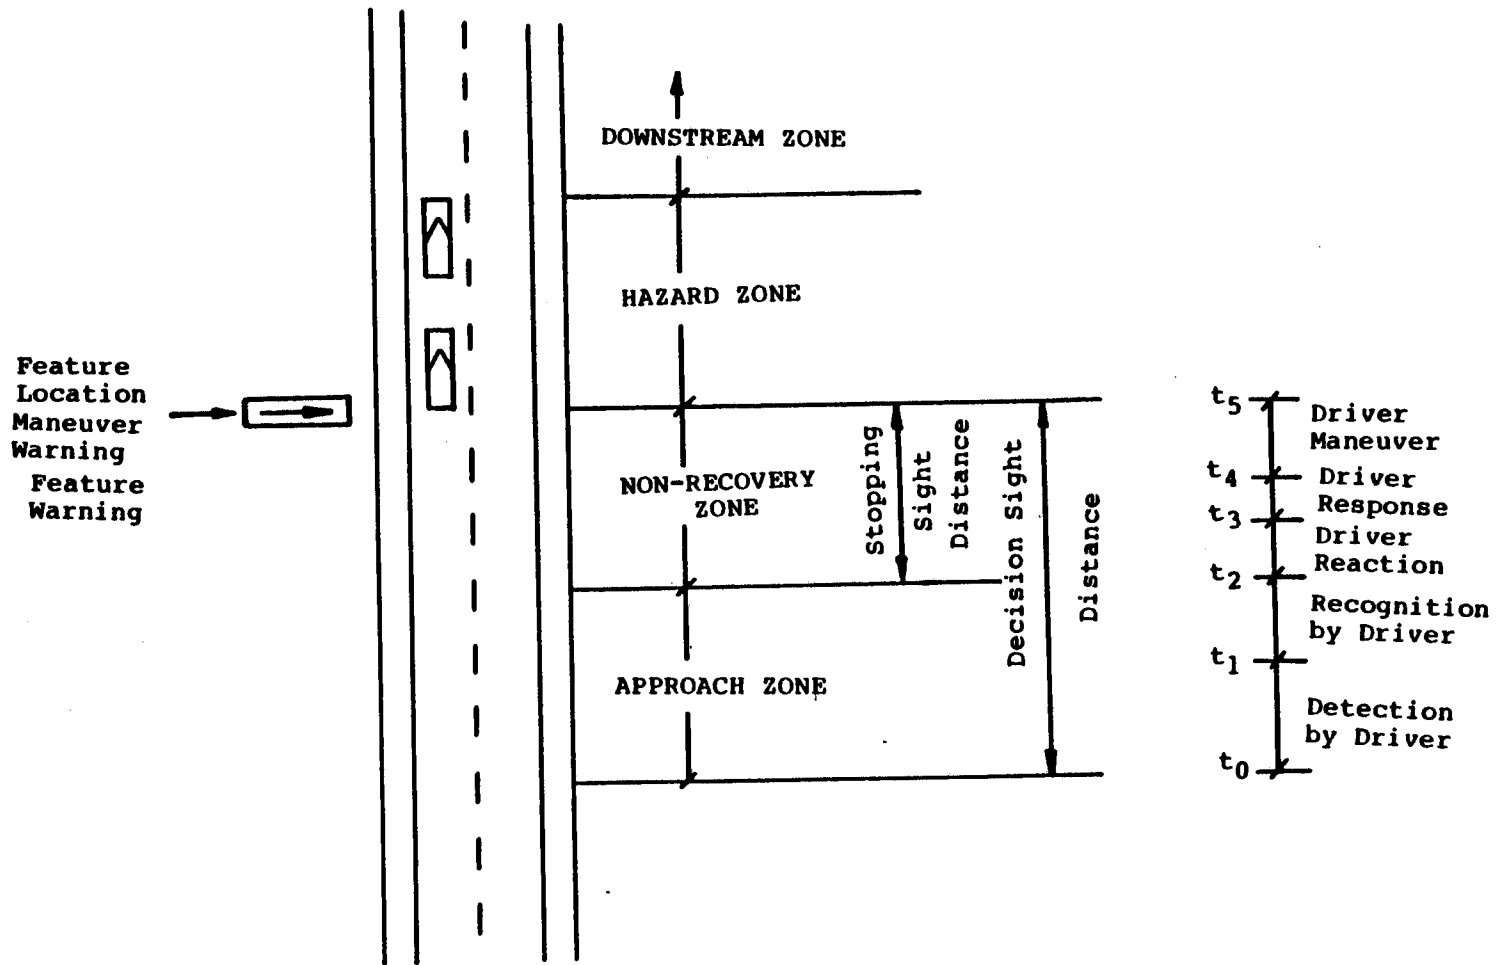 DOWNSTREAM ZONE
HAZARD ZONE
Feature
Location
Maneuver
Warning
Feature
Warning
NON-RECOVERY
ZONE
APPROACH ZONE
Stopping
Sight
Distance
Decision Sight
Distance
t5
Driver
Maneuver
t4
Driver
Response
t3
Driver
Reaction
t2
Recognition
by Driver
t1
Detection
by Driver
t0